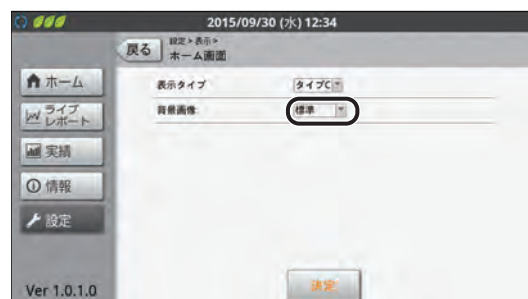 2015/09/30 (水) 12:34
戻る
設定>表示>
ホーム画面
ホーム
ライブ
レポート
実績
情報
設定
表示タイプ
タイプC
背景画像
標準
決定
Ver 1.0.1.0